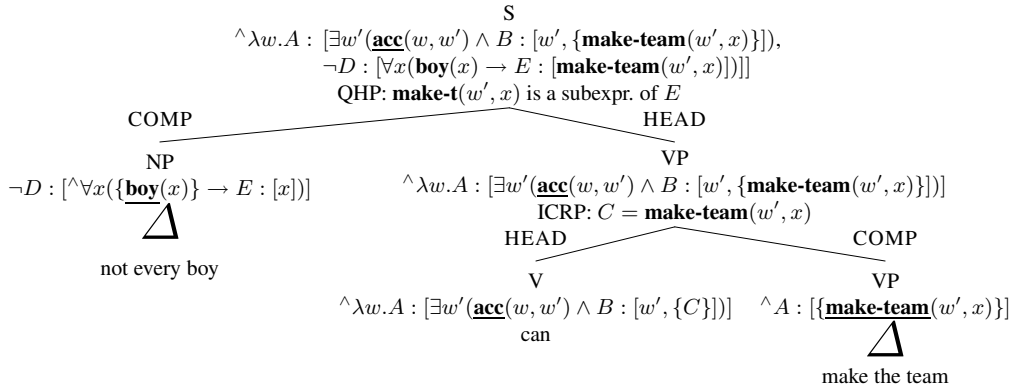 S
^λw.A : [∃w′(acc(w, w′) ∧ B : [w′, {make-team(w′, x)}]),
¬D : [∀x(boy(x) → E : [make-team(w′, x)])]]
QHP: make-t(w′, x) is a subexpr. of E
COMP HEAD
NP VP
¬D : [^∀x({boy(x)} → E : [x])] ^λw.A : [∃w′(acc(w, w′) ∧ B : [w′, {make-team(w′, x)}])]
ICRP: C = make-team(w′, x)
HEAD COMP
not every boy
V VP
^λw.A : [∃w′(acc(w, w′) ∧ B : [w′, {C}])] ^A : [{make-team(w′, x)}]
can
make the team